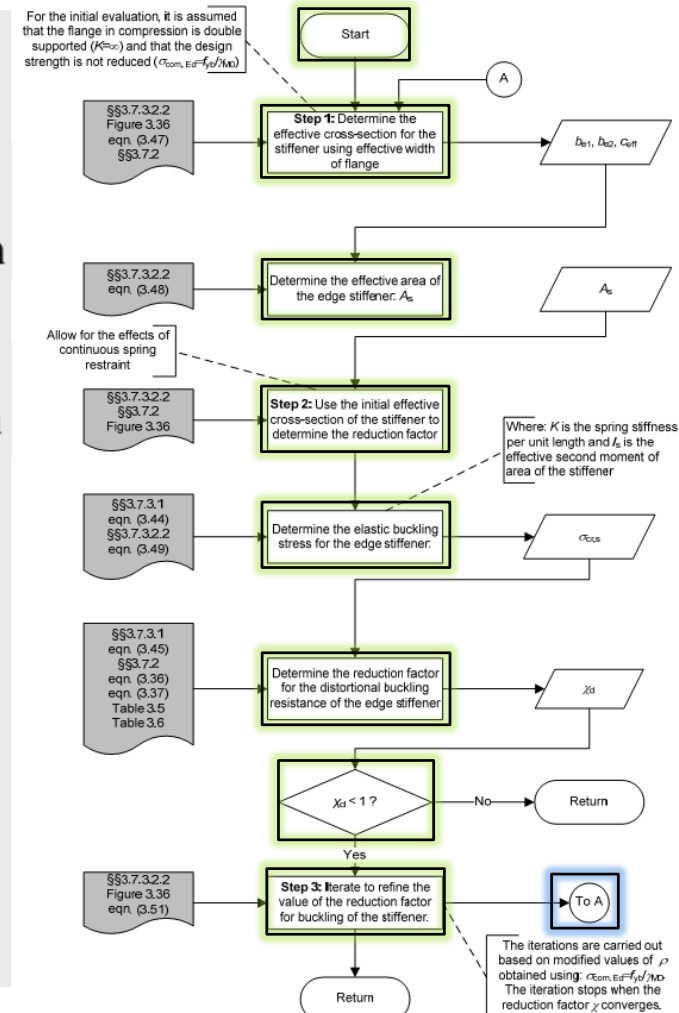 For the initial evaluation, it is assumed
that the flange in compression is double
supported (K=∞) and that the design
strength is not reduced (σcom, Ed=fyb/γM0)
Start
A
§§3.7.3.2.2
Figure 3.36
eqn. (3.47)
§§3.7.2
Step 1: Determine the
effective cross-section for the
stiffener using effective width
of flange
be1, be2, ceff
§§3.7.3.2.2
eqn. (3.48)
Determine the effective area of
the edge stiffener: As
As
Allow for the effects of
continuous spring
restraint
§§3.7.3.2.2
§§3.7.2
Figure 3.36
Step 2: Use the initial effective
cross-section of the stiffener to
determine the reduction factor
Where: K is the spring stiffness
per unit length and Is is the
effective second moment of
area of the stiffener
§§3.7.3.1
eqn. (3.44)
§§3.7.3.2.2
eqn. (3.49)
Determine the elastic buckling
stress for the edge stiffener:
σcr,s
§§3.7.3.1
eqn. (3.45)
§§3.7.2
eqn. (3.36)
eqn. (3.37)
Table 3.5
Table 3.6
Determine the reduction factor
for the distortional buckling
resistance of the edge stiffener
χd
χd < 1 ?
No
Return
Yes
§§3.7.3.2.2
Figure 3.36
eqn. (3.51)
Step 3: Iterate to refine the
value of the reduction factor
for buckling of the stiffener.
To A
The iterations are carried out
based on modified values of ρ
obtained using: σcom, Ed=fyb/γM0.
The iteration stops when the
reduction factor χ converges.
Return